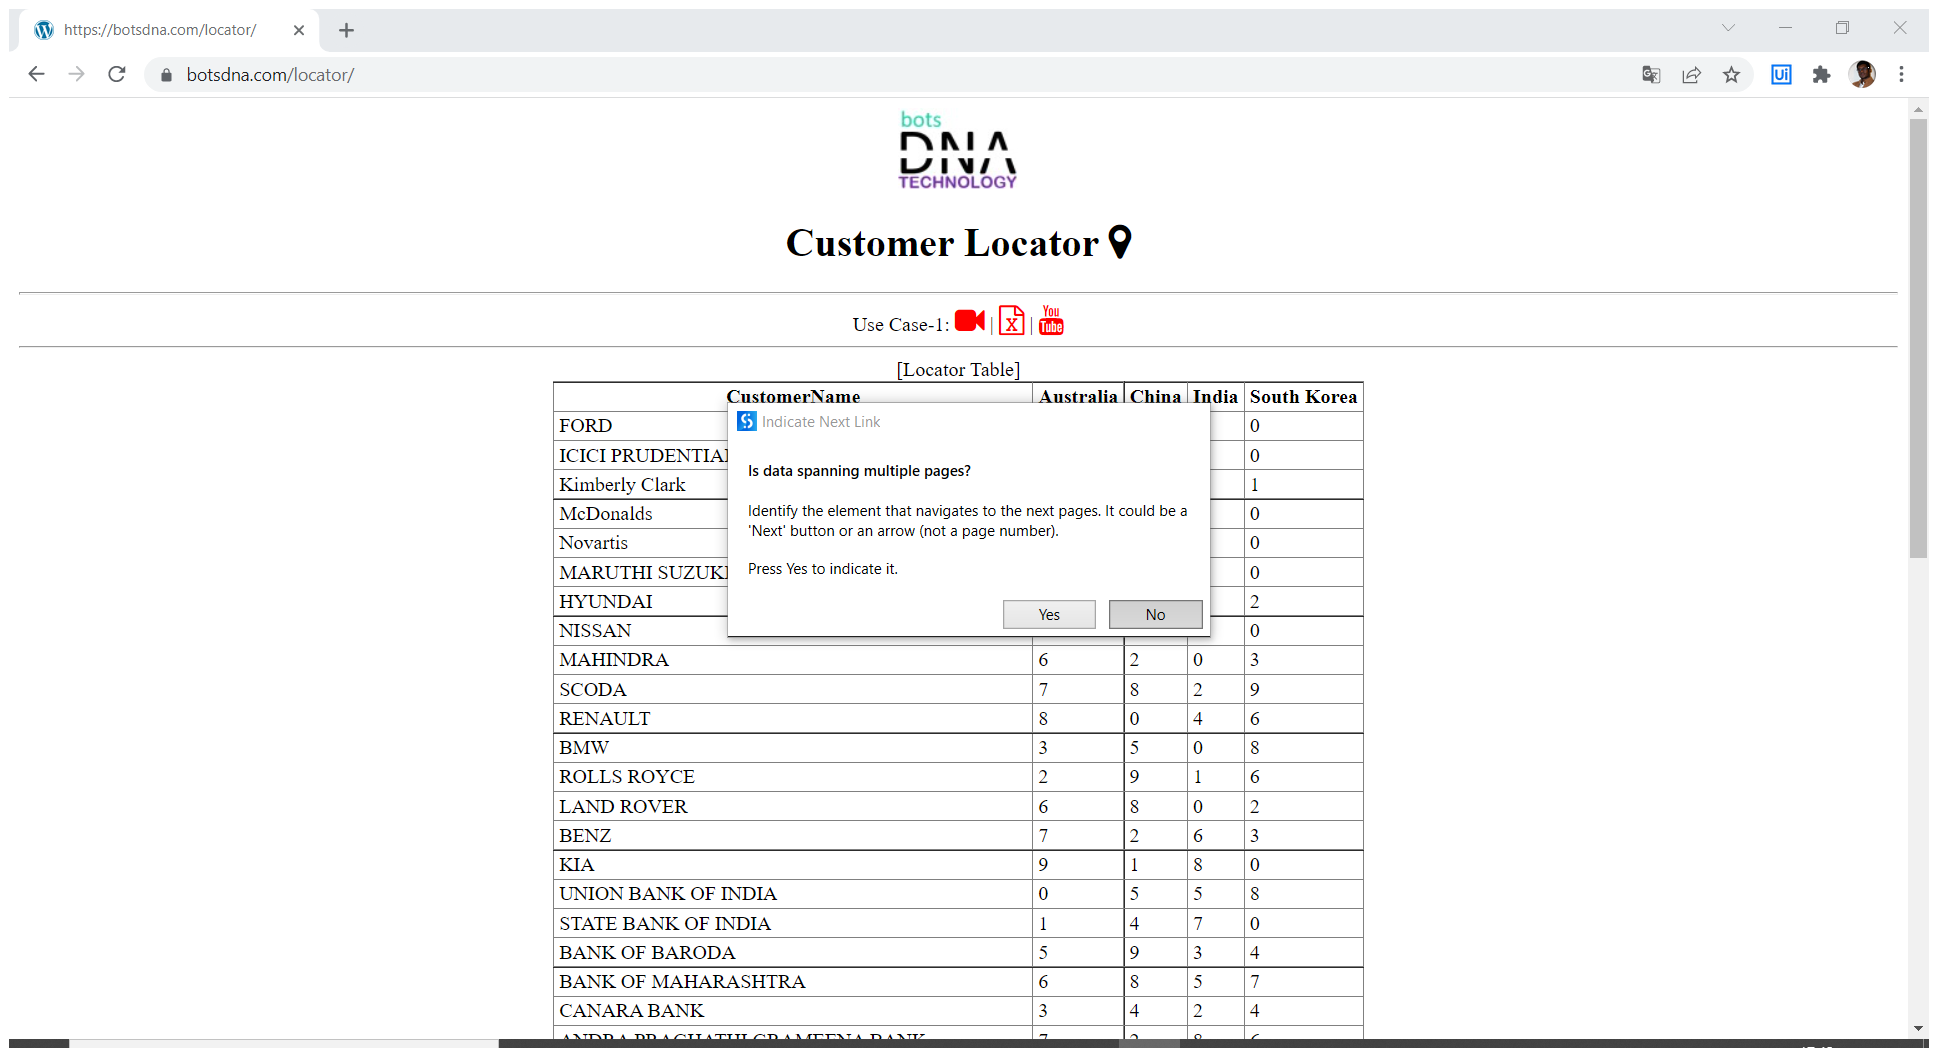 https://botsdna.com/locator/
botsdna.com/locator/
bots
DNA
TECHNOLOGY
Customer Locator
Use Case-1: | X | You Tube
[Locator Table]
CustomerName Australia China India South Korea
FORD 0
ICICI PRUDENTIAL 0
Kimberly Clark 1
McDonalds 0
Novartis 0
MARUTHI SUZUKI 0
HYUNDAI 2
NISSAN 0
Indicate Next Link
Is data spanning multiple pages?
Identify the element that navigates to the next pages. It could be a
'Next' button or an arrow (not a page number).
Press Yes to indicate it.
Yes No
MAHINDRA 6 2 0 3
SCODA 7 8 2 9
RENAULT 8 0 4 6
BMW 3 5 0 8
ROLLS ROYCE 2 9 1 6
LAND ROVER 6 8 0 2
BENZ 7 2 6 3
KIA 9 1 8 0
UNION BANK OF INDIA 0 5 5 8
STATE BANK OF INDIA 1 4 7 0
BANK OF BARODA 5 9 3 4
BANK OF MAHARASHTRA 6 8 5 7
CANARA BANK 3 4 2 4
ANDRA PRAGHATHI GRAMEENA BANK 7 2 8 6